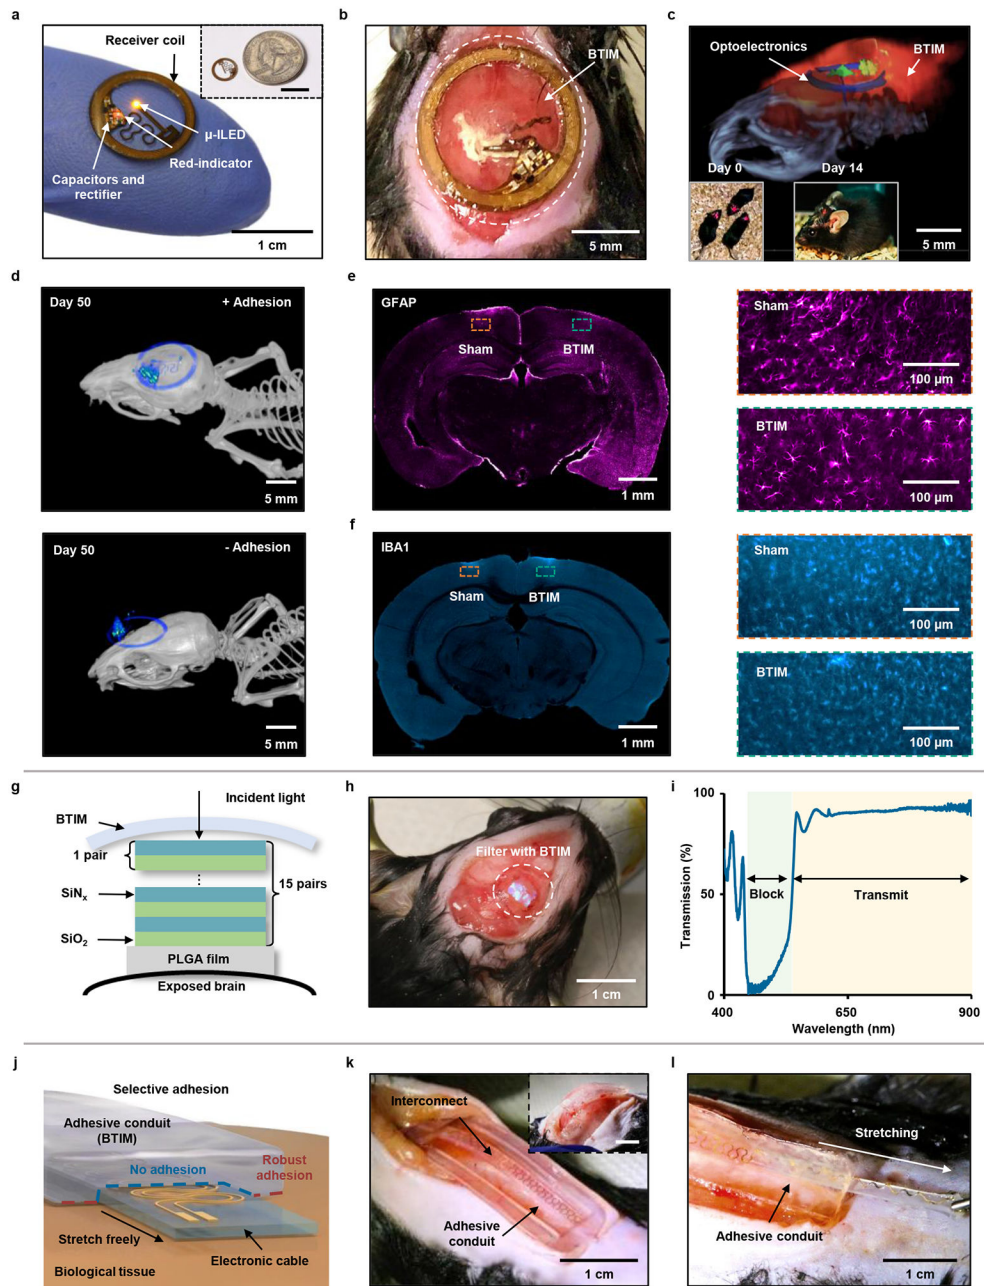 a
Receiver coil
µ-ILED
Red-indicator
Capacitors and
rectifier
1 cm
b
BTIM
5 mm
c
Optoelectronics
BTIM
Day 0
Day 14
5 mm
d
Day 50
+ Adhesion
5 mm
Day 50
- Adhesion
5 mm
e
GFAP
Sham
BTIM
1 mm
Sham
100 µm
BTIM
100 µm
f
IBA1
Sham
BTIM
1 mm
Sham
100 µm
BTIM
100 µm
g
Incident light
BTIM
1 pair
15 pairs
SiNx
SiO2
PLGA film
Exposed brain
h
Filter with BTIM
1 cm
i
Transmission (%)
100
50
0
Block
Transmit
400
650
900
Wavelength (nm)
j
Selective adhesion
Adhesive conduit
(BTIM)
No adhesion
Robust
adhesion
Stretch freely
Electronic cable
Biological tissue
k
Interconnect
Adhesive
conduit
1 cm
l
Stretching
Adhesive conduit
1 cm